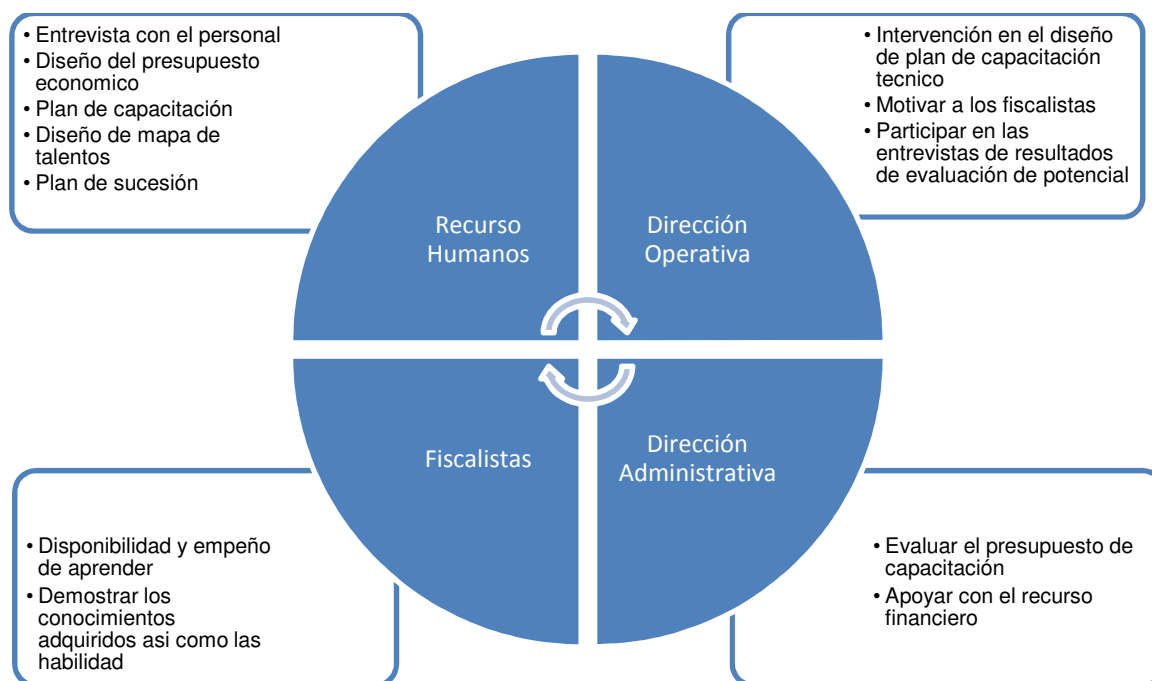 • Entrevista con el personal
• Diseño del presupuesto
economico
• Plan de capacitación
• Diseño de mapa de
talentos
• Plan de sucesión
• Intervención en el diseño
de plan de capacitación
tecnico
• Motivar a los fiscalistas
• Participar en las
entrevistas de resultados
de evaluación de potencial
Recurso
Humanos
Dirección
Operativa
Fiscalistas
Dirección
Administrativa
• Disponibilidad y empeño
de aprender
• Demostrar los
conocimientos
adquiridos asi como las
habilidad
• Evaluar el presupuesto de
capacitación
• Apoyar con el recurso
financiero